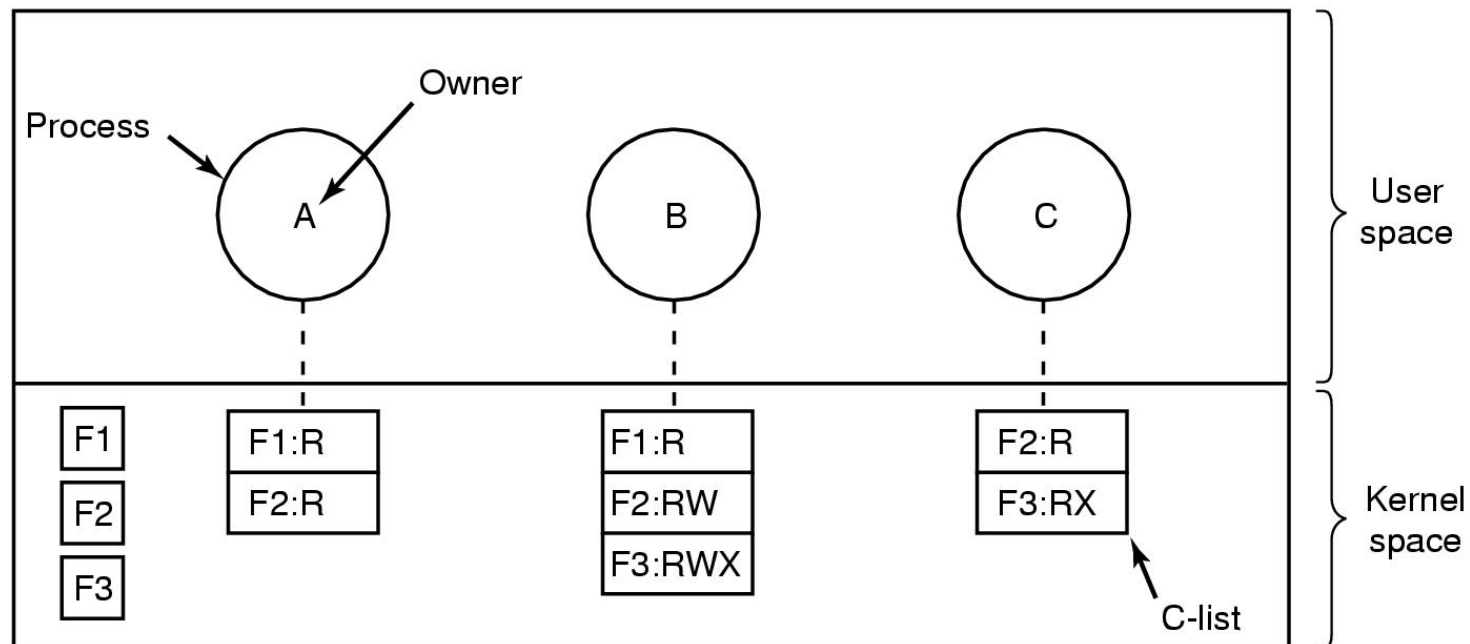 Owner
Process
A
B
C
User
space
F1
F2
F3
F1:R
F2:R
F1:R
F2:RW
F3:RWX
F2:R
F3:RX
C-list
Kernel
space